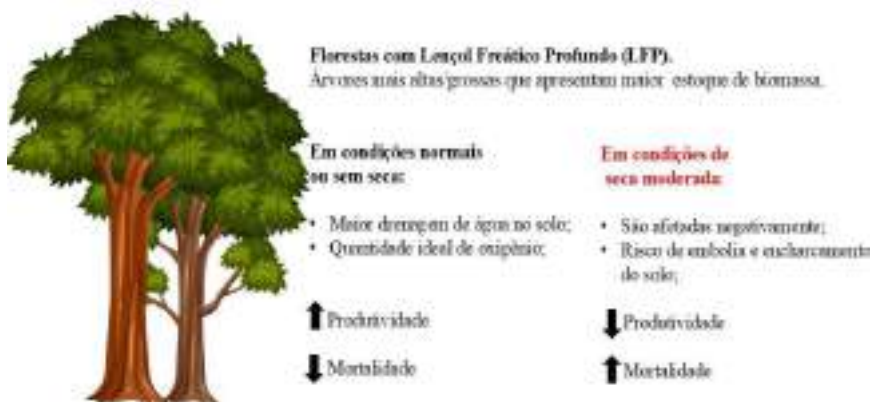 Florestas com Lençol Freático Profundo (LFP).
Árvores mais altas/grossas que apresentam maior estoque de biomassa.
Em condições normais
ou sem seca:
• Maior drenagem de água no solo;
• Quantidade ideal de oxigênio;
Produtividade
Mortalidade
Em condições de
seca moderada:
• São afetadas negativamente;
• Risco de embolia e encharcamento
do solo;
Produtividade
Mortalidade